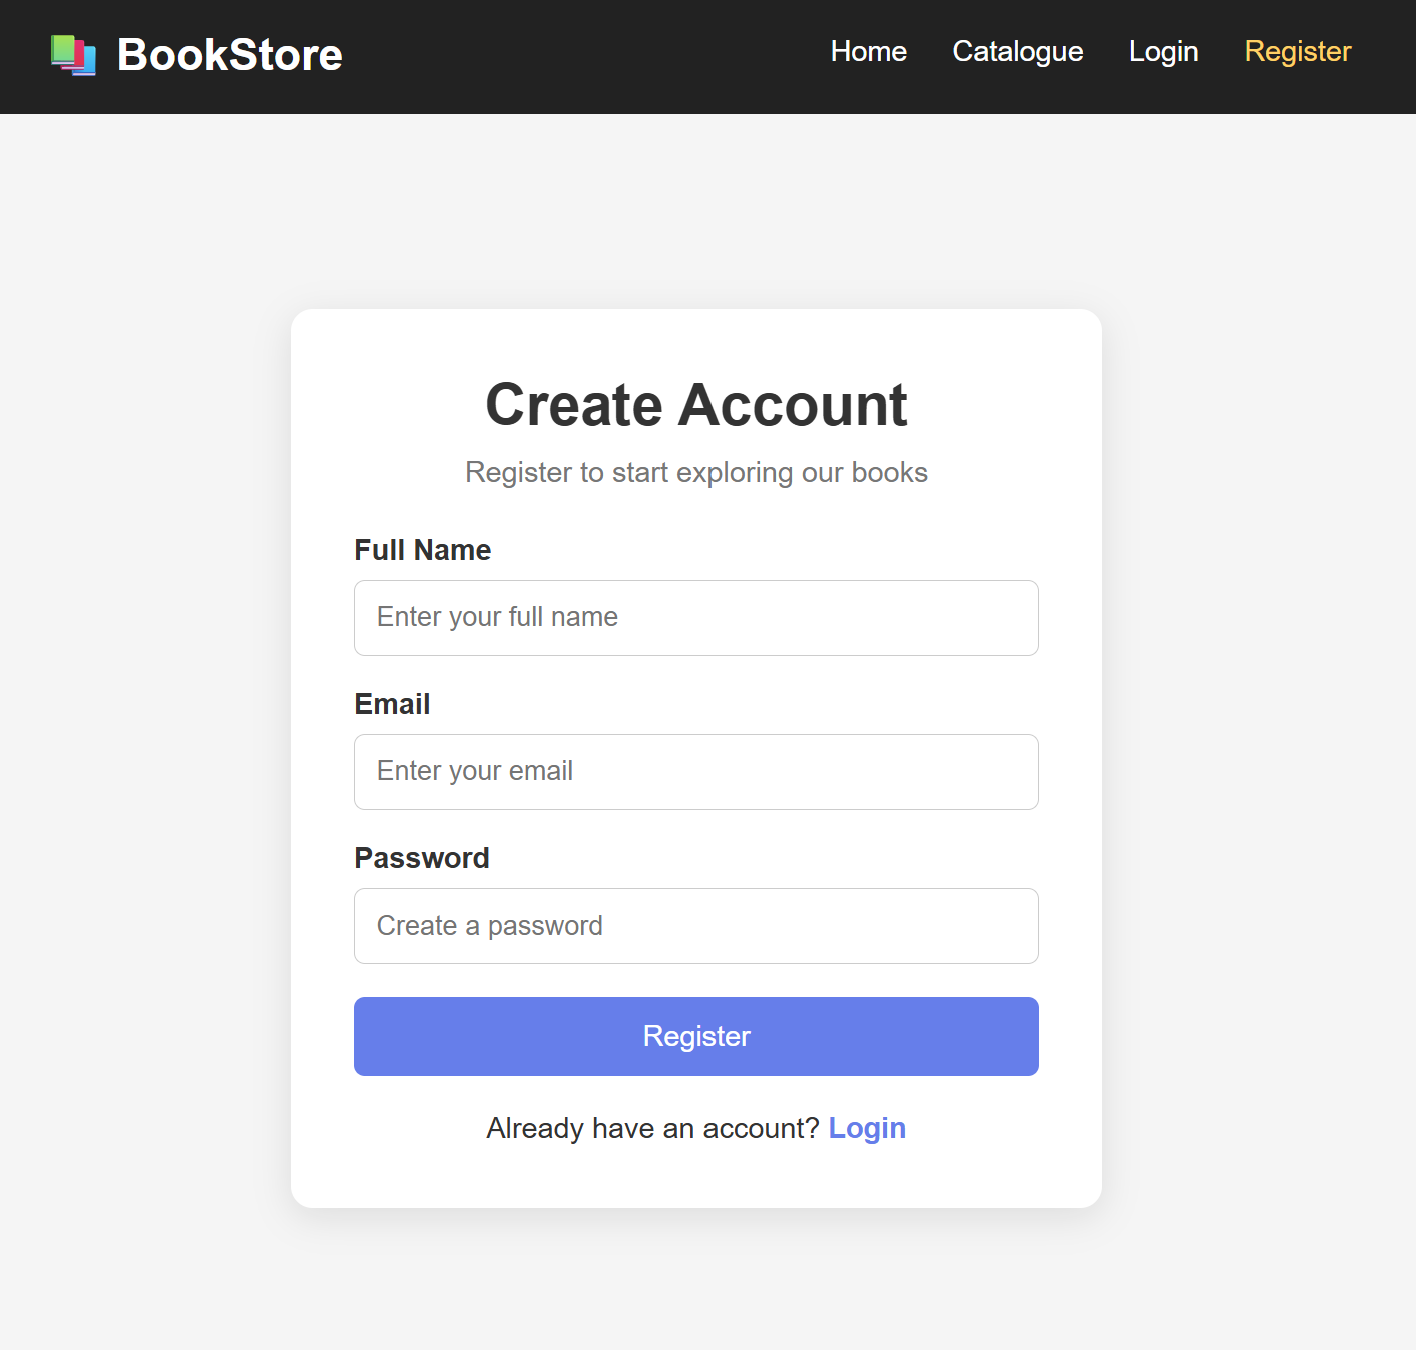 BookStore
Home Catalogue Login Register
Create Account
Register to start exploring our books
Full Name
Enter your full name
Email
Enter your email
Password
Create a password
Register
Already have an account? Login